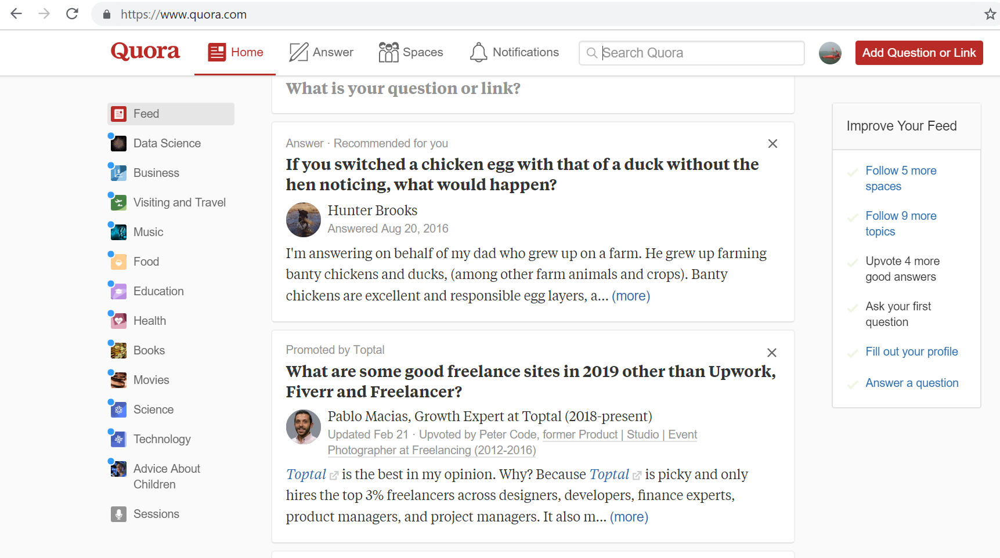 https://www.quora.com
Quora
Home
Answer
Spaces
Notifications
Search Quora
Add Question or Link
Feed
Data Science
Business
Visiting and Travel
Music
Food
Education
Health
Books
Movies
Science
Technology
Advice About
Children
Sessions
What is your question or link?
Answer · Recommended for you
If you switched a chicken egg with that of a duck without the
hen noticing, what would happen?
Hunter Brooks
Answered Aug 20, 2016
I'm answering on behalf of my dad who grew up on a farm. He grew up farming
banty chickens and ducks, (among other farm animals and crops). Banty
chickens are excellent and responsible egg layers, a... (more)
Promoted by Toptal
What are some good freelance sites in 2019 other than Upwork,
Fiverr and Freelancer?
Pablo Macias, Growth Expert at Toptal (2018-present)
Updated Feb 21 · Upvoted by Peter Code, former Product | Studio | Event
Photographer at Freelancing (2012-2016)
Toptal is the best in my opinion. Why? Because Toptal is picky and only
hires the top 3% freelancers across designers, developers, finance experts,
product managers, and project managers. It also m... (more)
Improve Your Feed
Follow 5 more
spaces
Follow 9 more
topics
Upvote 4 more
good answers
Ask your first
question
Fill out your profile
Answer a question